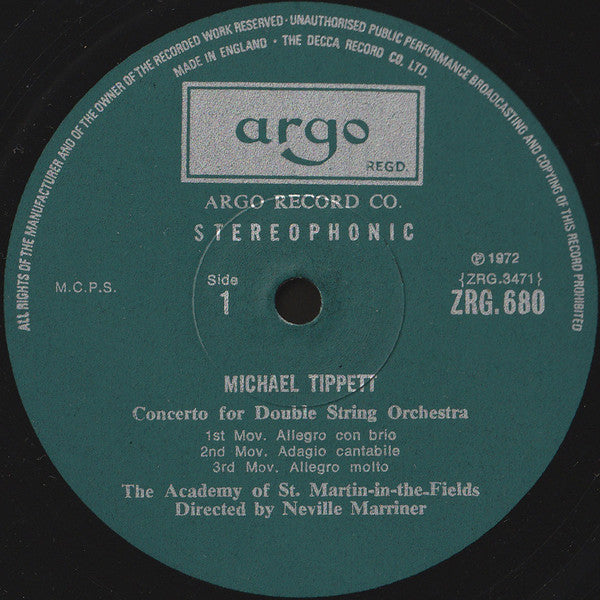 ALL RIGHTS OF THE MANUFACTURER AND OF THE OWNER OF THE RECORDED WORK RESERVED · UNAUTHORISED PUBLIC PERFORMANCE BROADCASTING AND COPYING OF THIS RECORD PROHIBITED
MADE IN ENGLAND · THE DECCA RECORD CO. LTD.
argo
REGD.
ARGO RECORD CO.
STEREOPHONIC
℗ 1972
M.C.P.S.
Side
1
{ZRG.3471}
ZRG.680
MICHAEL TIPPETT
Concerto for Double String Orchestra
1st Mov. Allegro con brio
2nd Mov. Adagio cantabile
3rd Mov. Allegro molto
The Academy of St. Martin-in-the-Fields
Directed by Neville Marriner